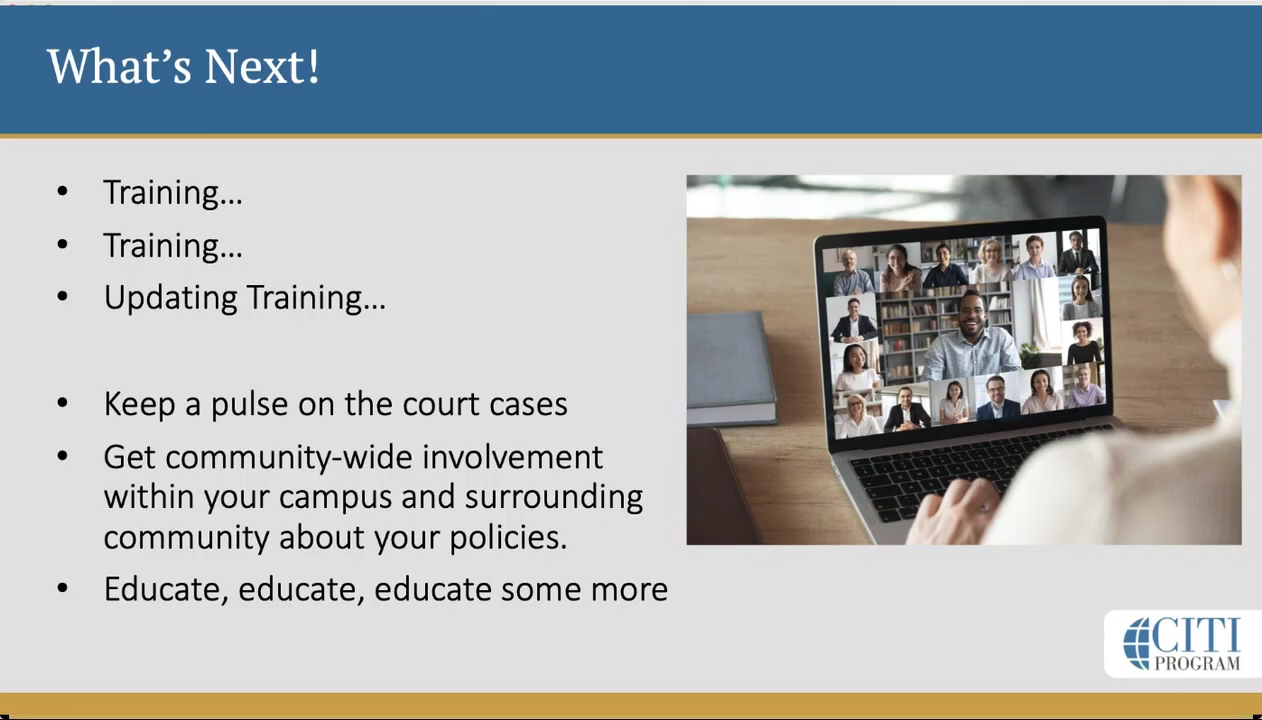 What’s Next!
• Training…
• Training…
• Updating Training…
• Keep a pulse on the court cases
• Get community-wide involvement
within your campus and surrounding
community about your policies.
• Educate, educate, educate some more
CITI
PROGRAM